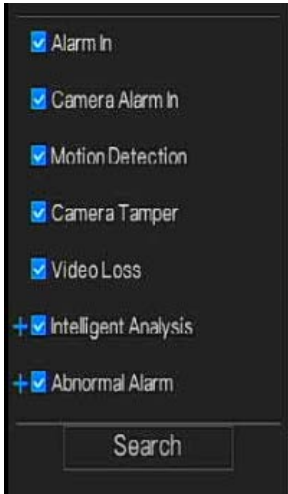 Alarm In
Camera Alarm In
Motion Detection
Camera Tamper
Video Loss
Intelligent Analysis
Abnormal Alarm
Search